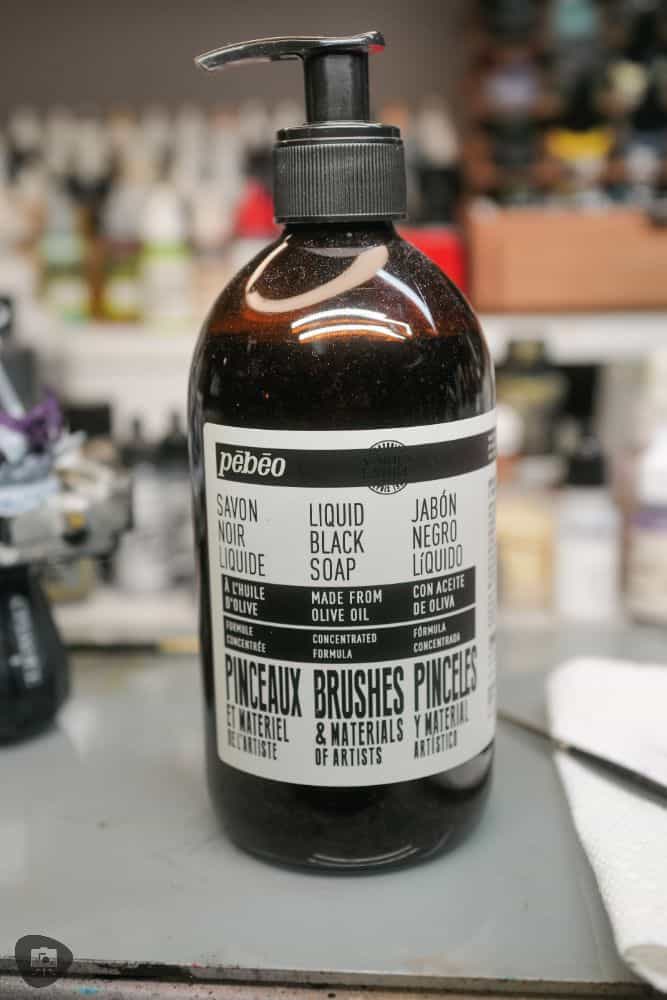 pēbēo
SAVON
NOIR
LIQUIDE
LIQUID
BLACK
SOAP
JABÓN
NEGRO
LÍQUIDO
À L'HUILE
D'OLIVE
MADE FROM
OLIVE OIL
CON ACEITE
DE OLIVA
FORMULE
CONCENTRÉE
CONCENTRATED
FORMULA
FÓRMULA
CONCENTRADA
PINCEAUX
ET MATERIEL
DE L'ARTISTE
BRUSHES
& MATERIALS
OF ARTISTS
PINCELES
Y MATERIAL
ARTÍSTICO